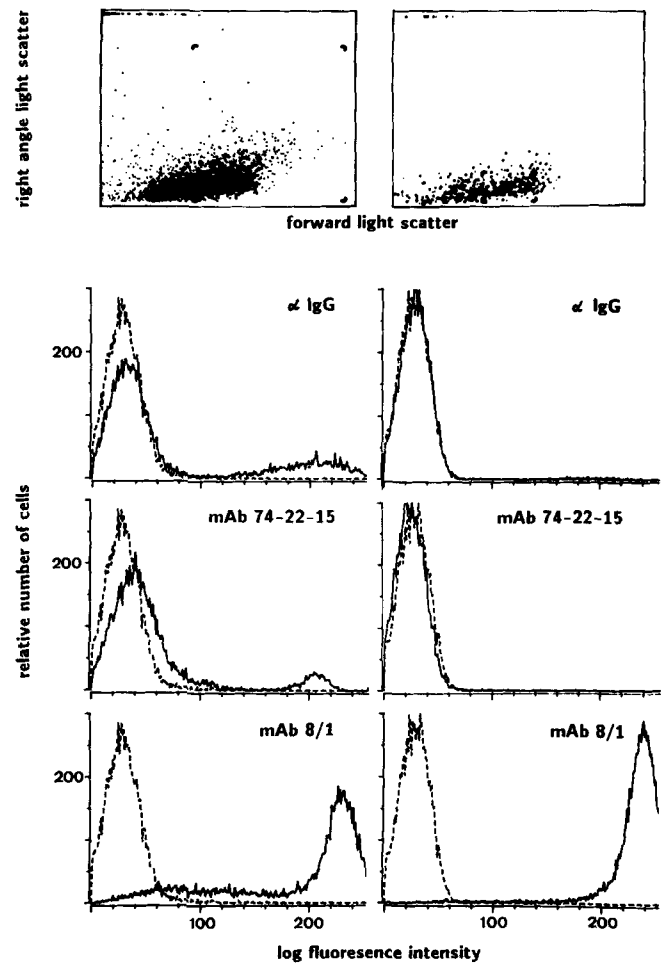 right angle light scatter
forward light scatter
α IgG
α IgG
200
mAb 74-22-15
mAb 74-22-15
200
relative number of cells
mAb 8/1
mAb 8/1
200
100
200
100
200
log fluoresence intensity